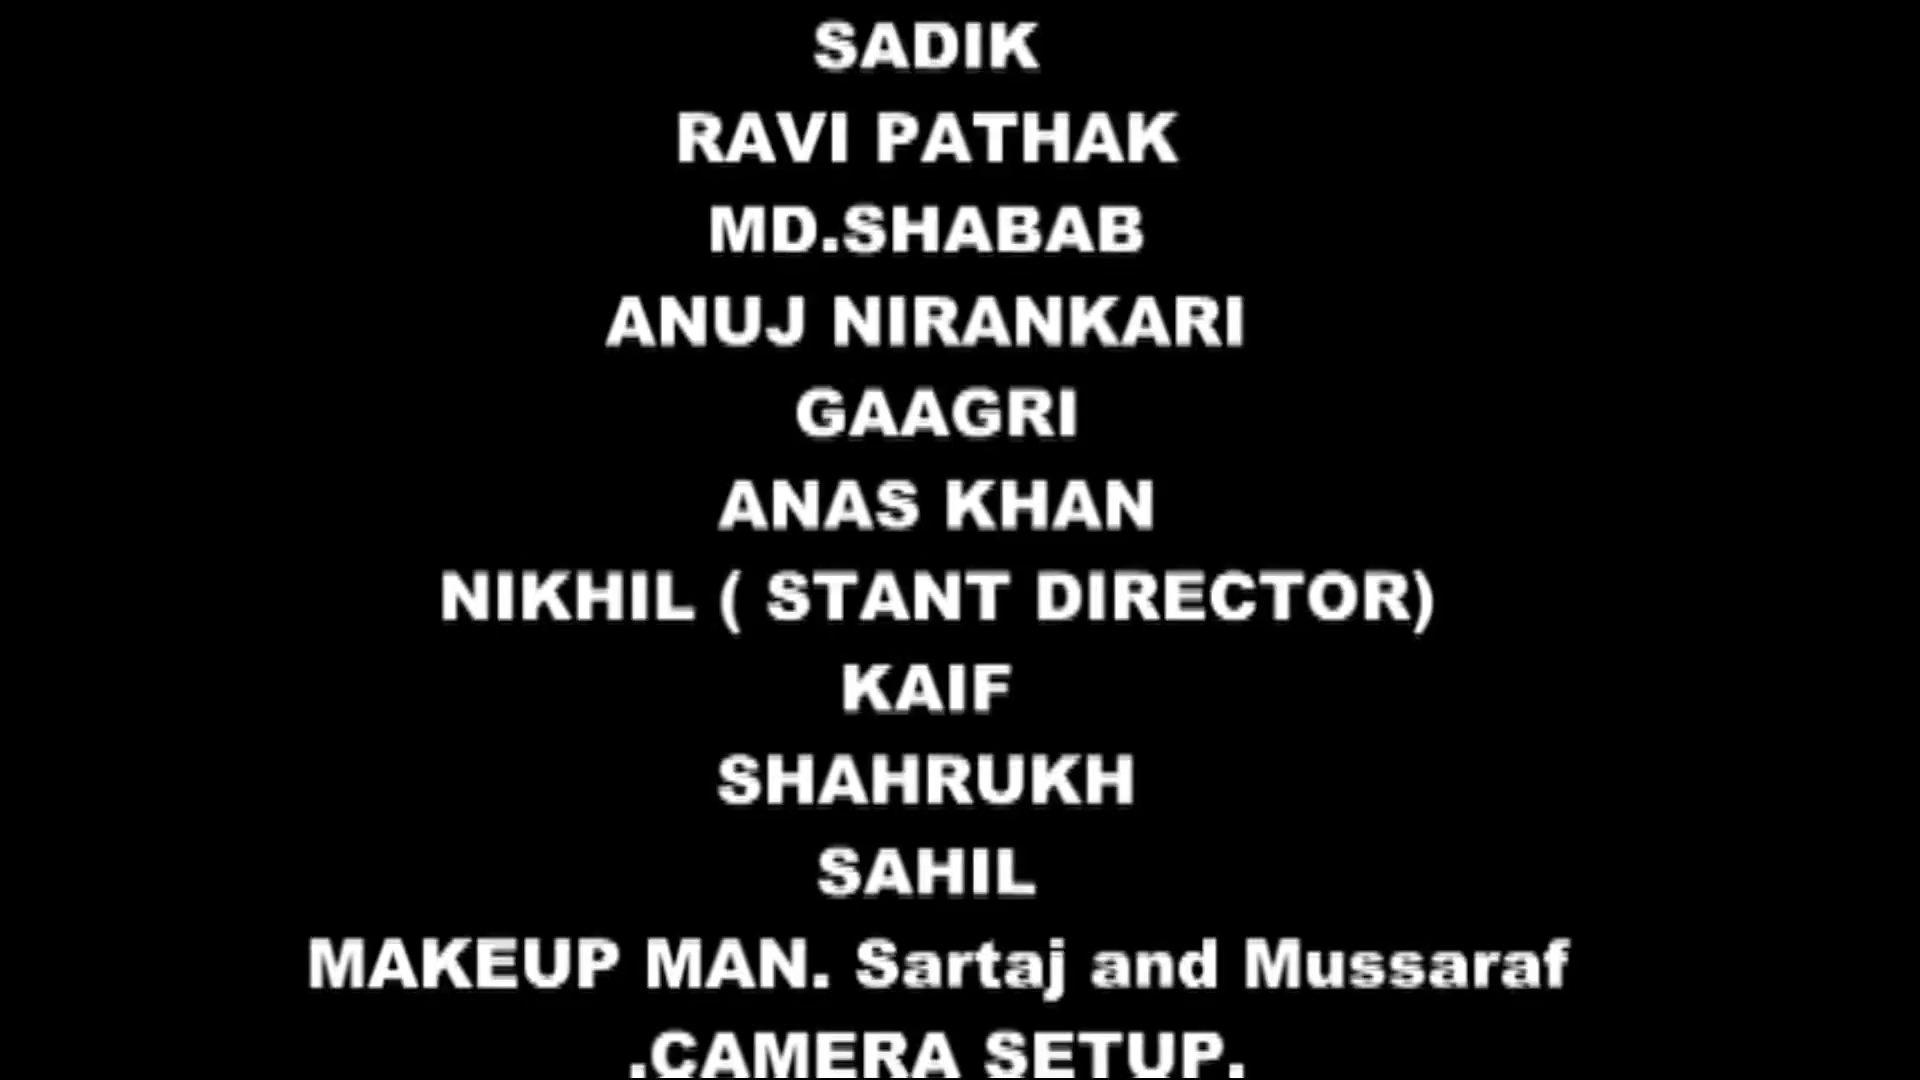 SADIK
RAVI PATHAK
MD.SHABAB
ANUJ NIRANKARI
GAAGRI
ANAS KHAN
NIKHIL ( STANT DIRECTOR)
KAIF
SHAHRUKH
SAHIL
MAKEUP MAN. Sartaj and Mussaraf
.CAMERA SETUP.